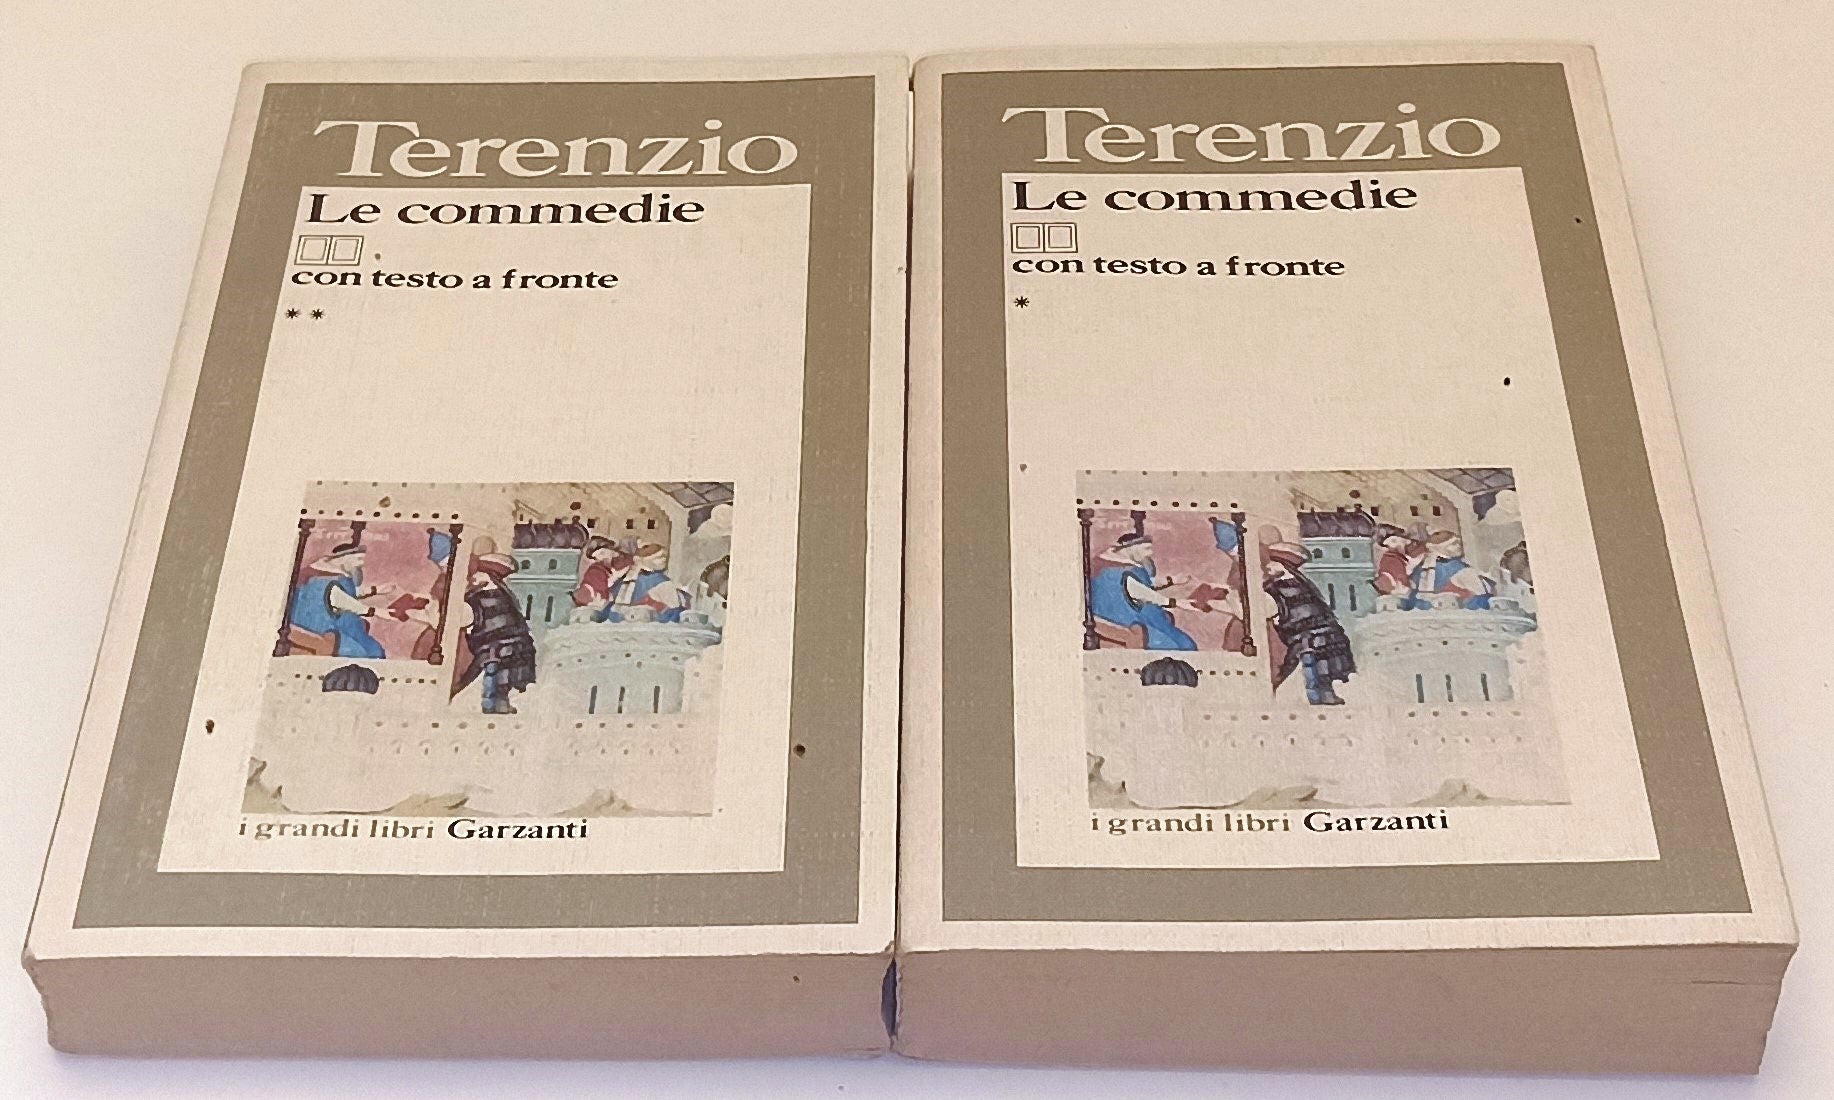 Terenzio
Le commedie
con testo a fronte
* *
i grandi libri Garzanti
Terenzio
Le commedie
con testo a fronte
*
i grandi libri Garzanti